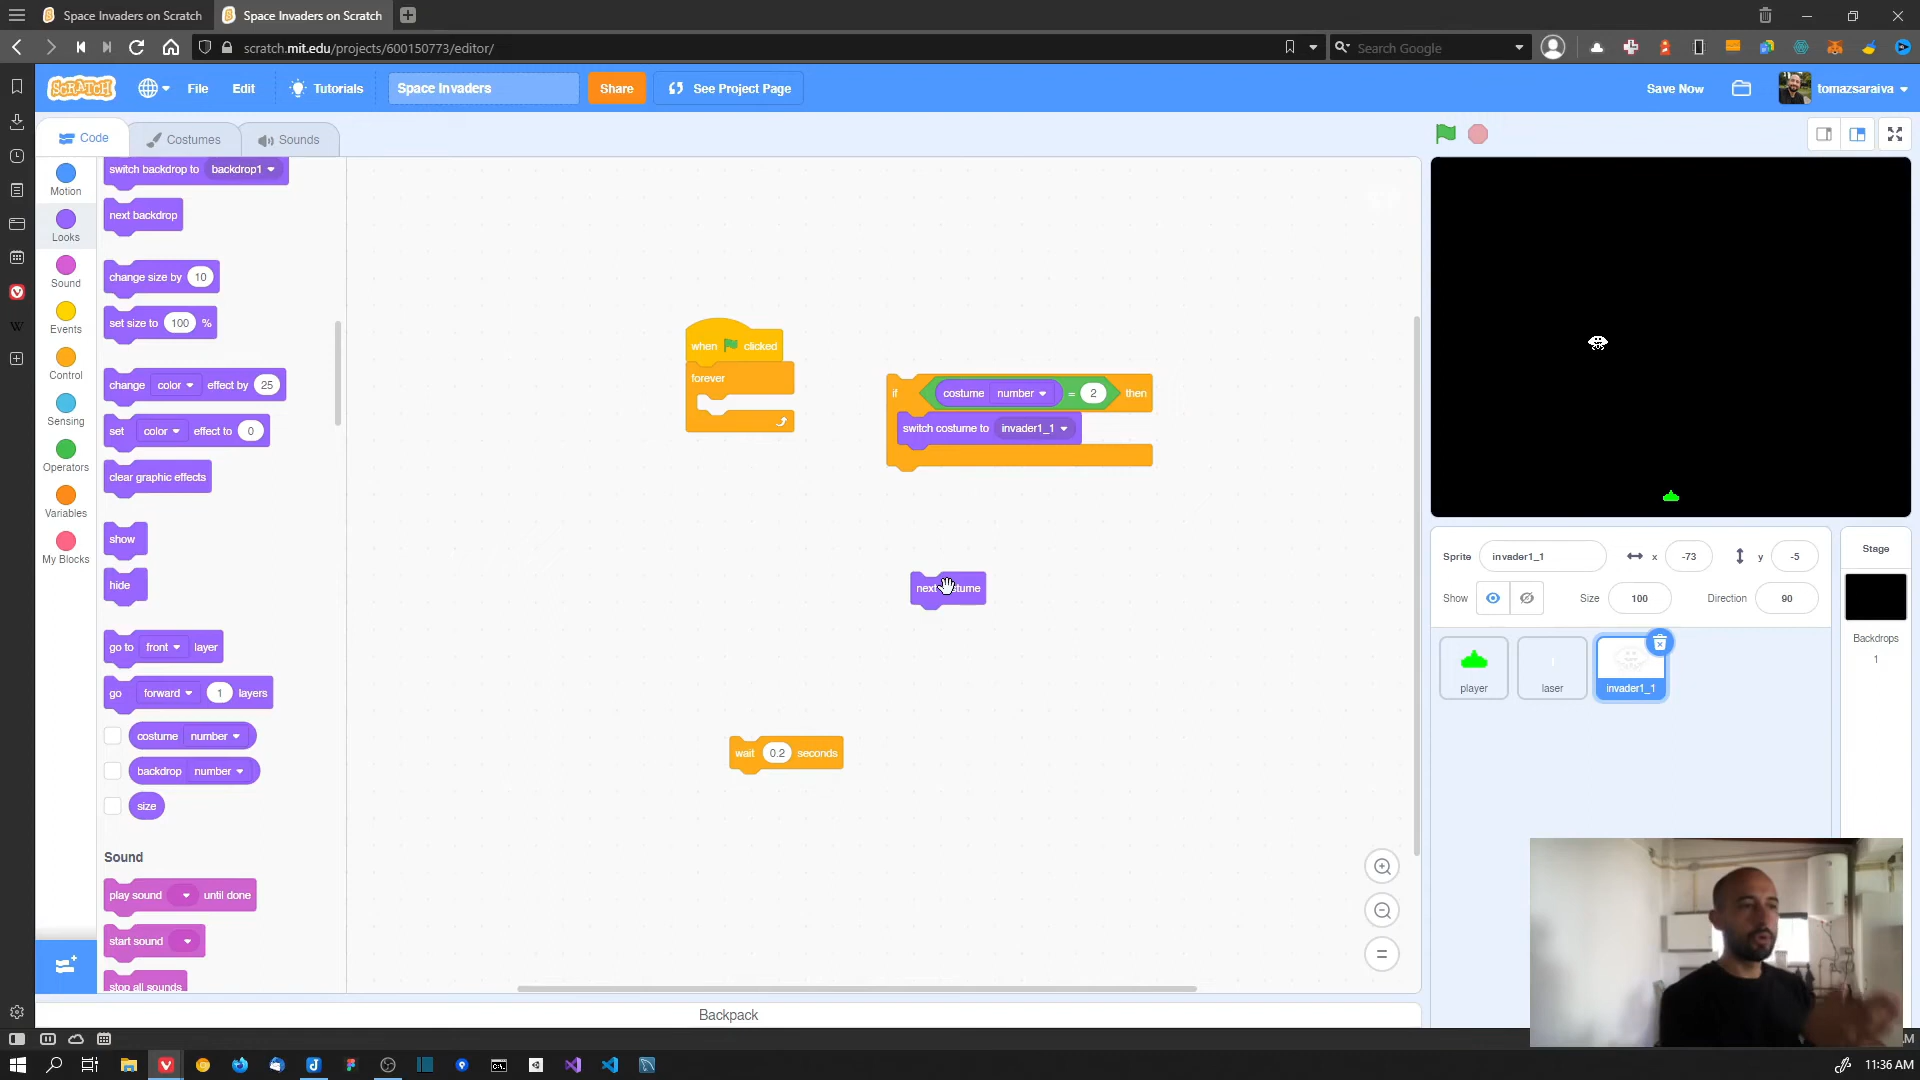 Space Invaders on Scratch
Space Invaders on Scratch
scratch.mit.edu/projects/600150773/editor/
Search Google
SCRATCH
File
Edit
Tutorials
Space Invaders
Share
See Project Page
Save Now
tomazsaraiva
Code
Costumes
Sounds
Motion
Looks
Sound
Events
Control
Sensing
Operators
Variables
My Blocks
switch backdrop to backdrop1
next backdrop
change size by 10
set size to 100 %
change color effect by 25
set color effect to 0
clear graphic effects
show
hide
go to front layer
go forward 1 layers
costume number
backdrop number
size
Sound
play sound until done
start sound
stop all sounds
when clicked
forever
if costume number = 2 then
switch costume to invader1_1
next
wait 0.2 seconds
Backpack
Sprite invader1_1 x -73 y -5
Show Size 100 Direction 90
player
laser
invader1_1
Stage
Backdrops
1
11:36 AM